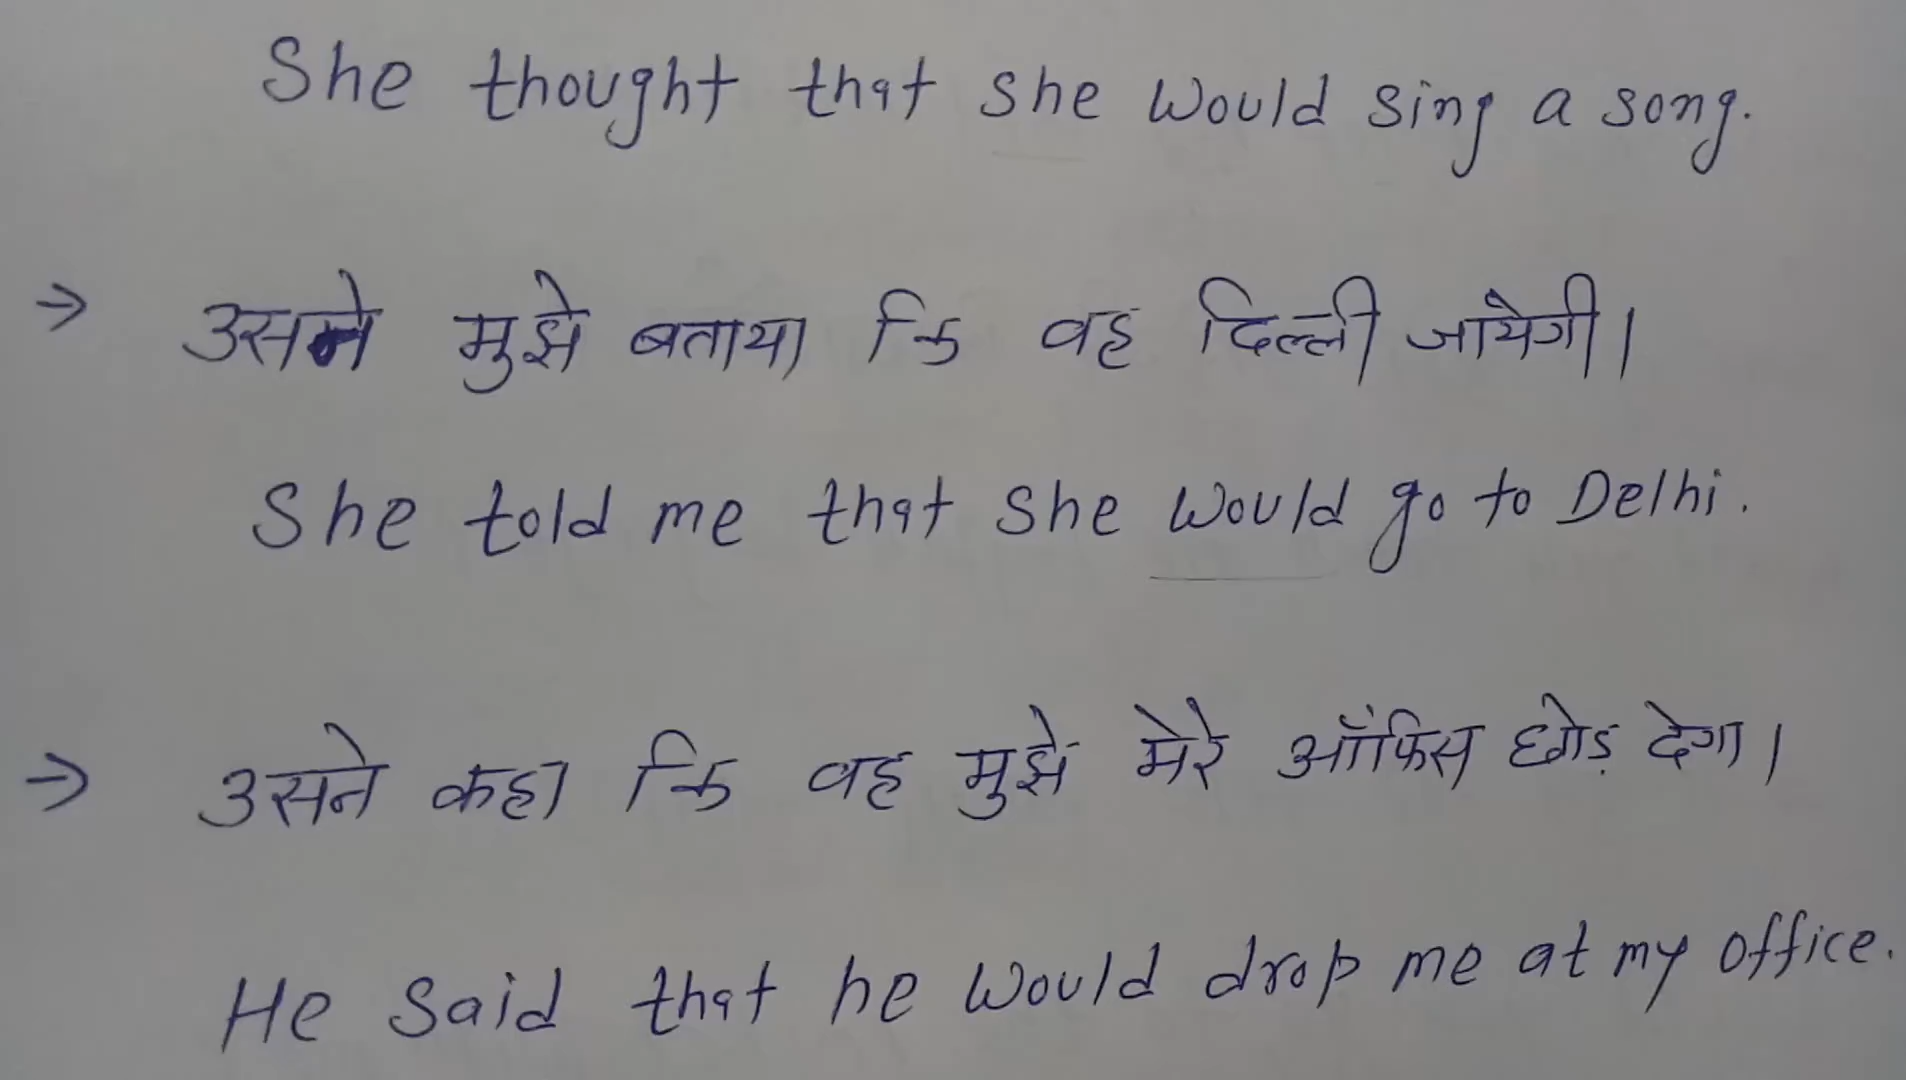 She thought that she would sing a song.
→ उसने मुझे बताया कि वह दिल्ली जायेगी।
She told me that she would go to Delhi.
→ उसने कहा कि वह मुझे मेरे ऑफिस छोड़ देगा।
He said that he would drop me at my office.